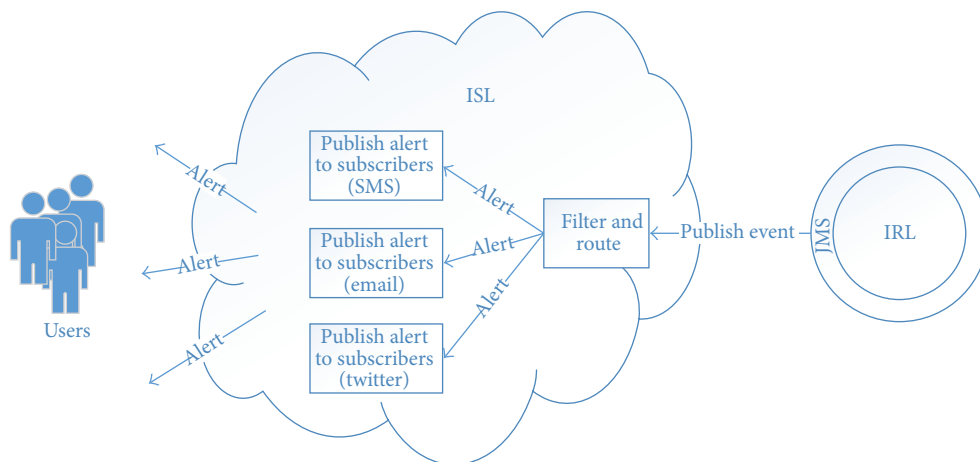 ISL
Publish alert
to subscribers
(SMS)
Alert
Alert
Filter and
route
Publish event
JMS
IRL
Publish alert
to subscribers
(email)
Alert
Alert
Users
Alert
Alert
Publish alert
to subscribers
(twitter)